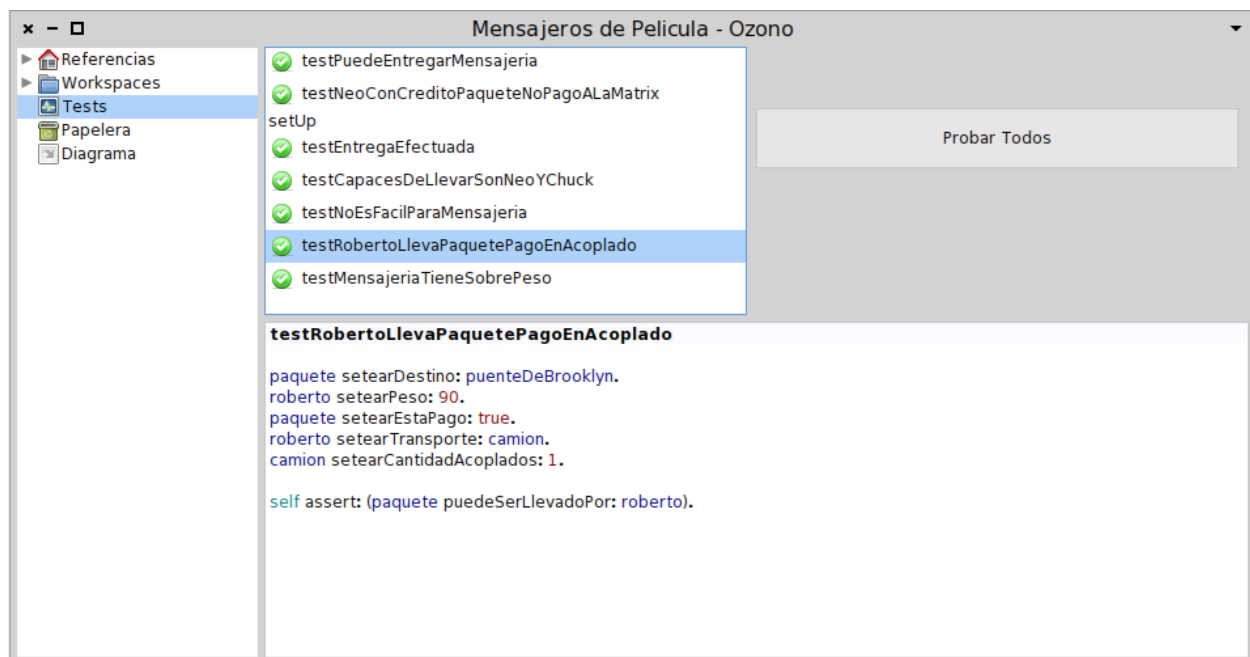 Mensajeros de Pelicula - Ozono
Referencias
Workspaces
Tests
Papelera
Diagrama
testPuedeEntregarMensajeria
testNeoConCreditoPaqueteNoPagoALaMatrix
setUp
testEntregaEfectuada
testCapacesDeLlevarSonNeoYChuck
testNoEsFacilParaMensajeria
testRobertoLlevaPaquetePagoEnAcoplado
testMensajeriaTieneSobrePeso
Probar Todos
testRobertoLlevaPaquetePagoEnAcoplado
paquete setearDestino: puenteDeBrooklyn.
roberto setearPeso: 90.
paquete setearEstaPago: true.
roberto setearTransporte: camion.
camion setearCantidadAcoplados: 1.
self assert: (paquete puedeSerLlevadoPor: roberto).